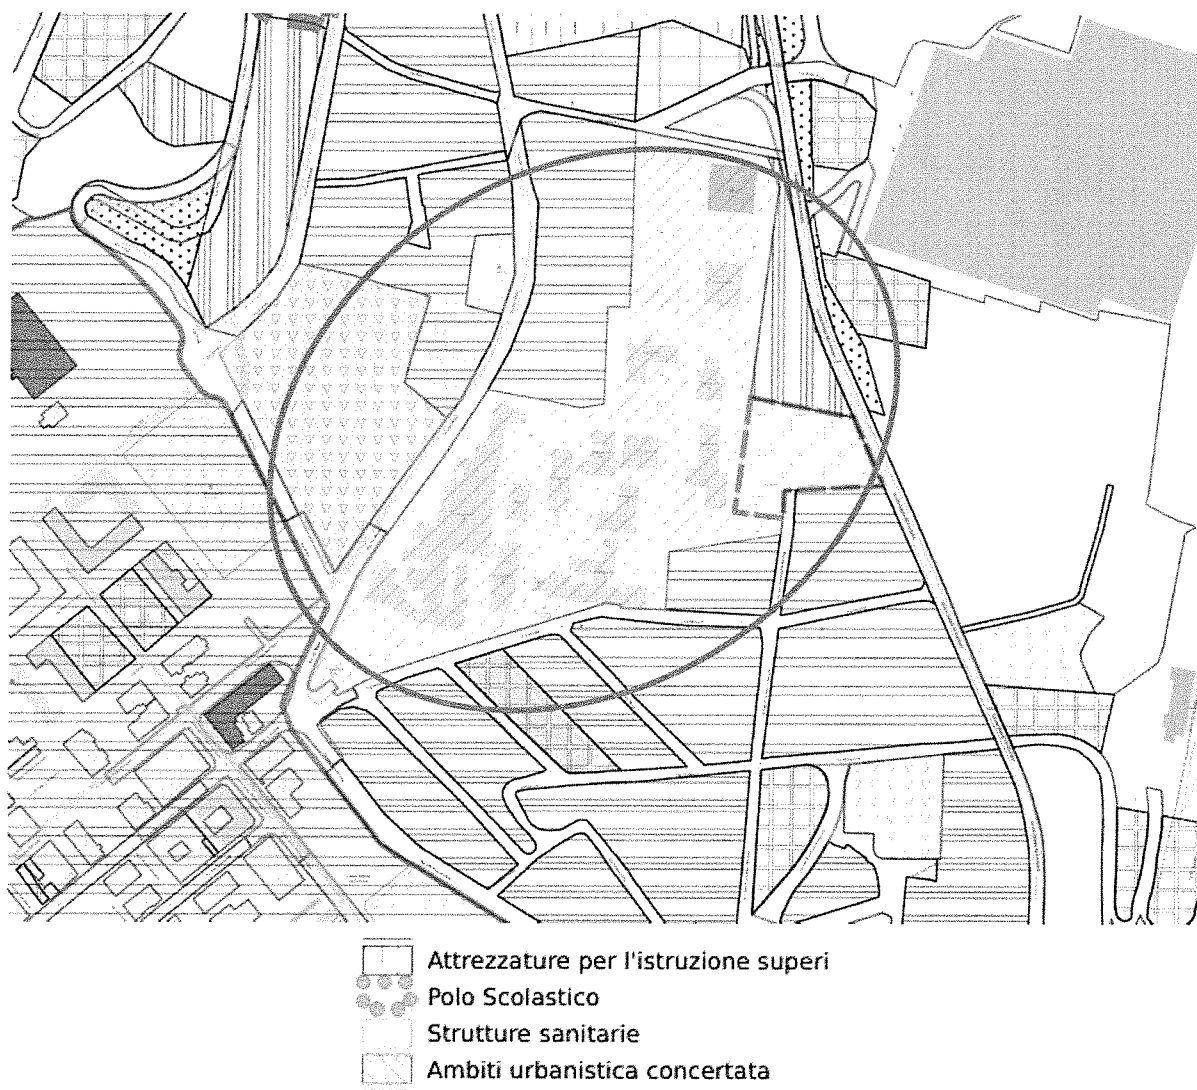 Attrezzature per l'istruzione superi
Polo Scolastico
Strutture sanitarie
Ambiti urbanistica concertata